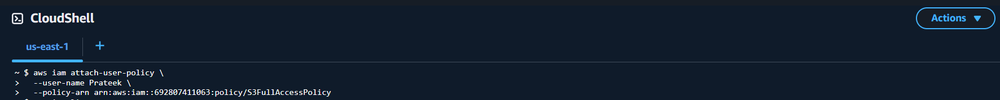 CloudShell
Actions
us-east-1
~ $ aws iam attach-user-policy \
>   --user-name Prateek \
>   --policy-arn arn:aws:iam::692807411063:policy/S3FullAccessPolicy